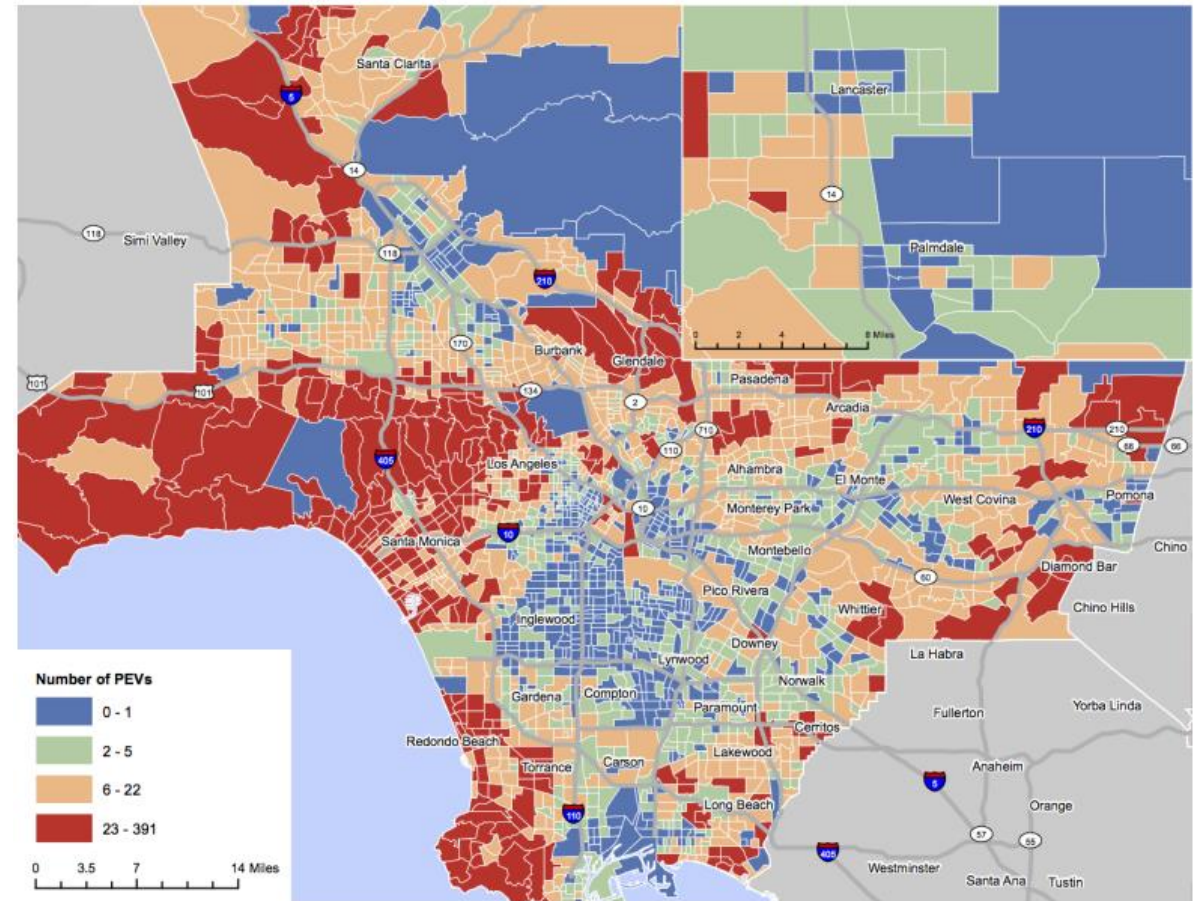 Santa Clarita
5
14
118
Simi Valley
118
210
Lancaster
14
Palmdale
0 2 4 8 Miles
170
Burbank
Glendale
Pasadena
101
101
134
2
Arcadia
710
110
210
210
66
66
405
Los Angeles
Alhambra
El Monte
West Covina
Pomona
10
Monterey Park
10
Santa Monica
Montebello
Chino
Diamond Bar
60
Pico Rivera
Chino Hills
Whittier
Inglewood
Downey
La Habra
Lynwood
Norwalk
Gardena
Compton
Paramount
Fullerton
Yorba Linda
Cerritos
Redondo Beach
Lakewood
Torrance
Carson
Anaheim
5
Long Beach
Orange
110
57
55
405
Westminster
Santa Ana
Tustin
Number of PEVs
0 - 1
2 - 5
6 - 22
23 - 391
0 3.5 7 14 Miles